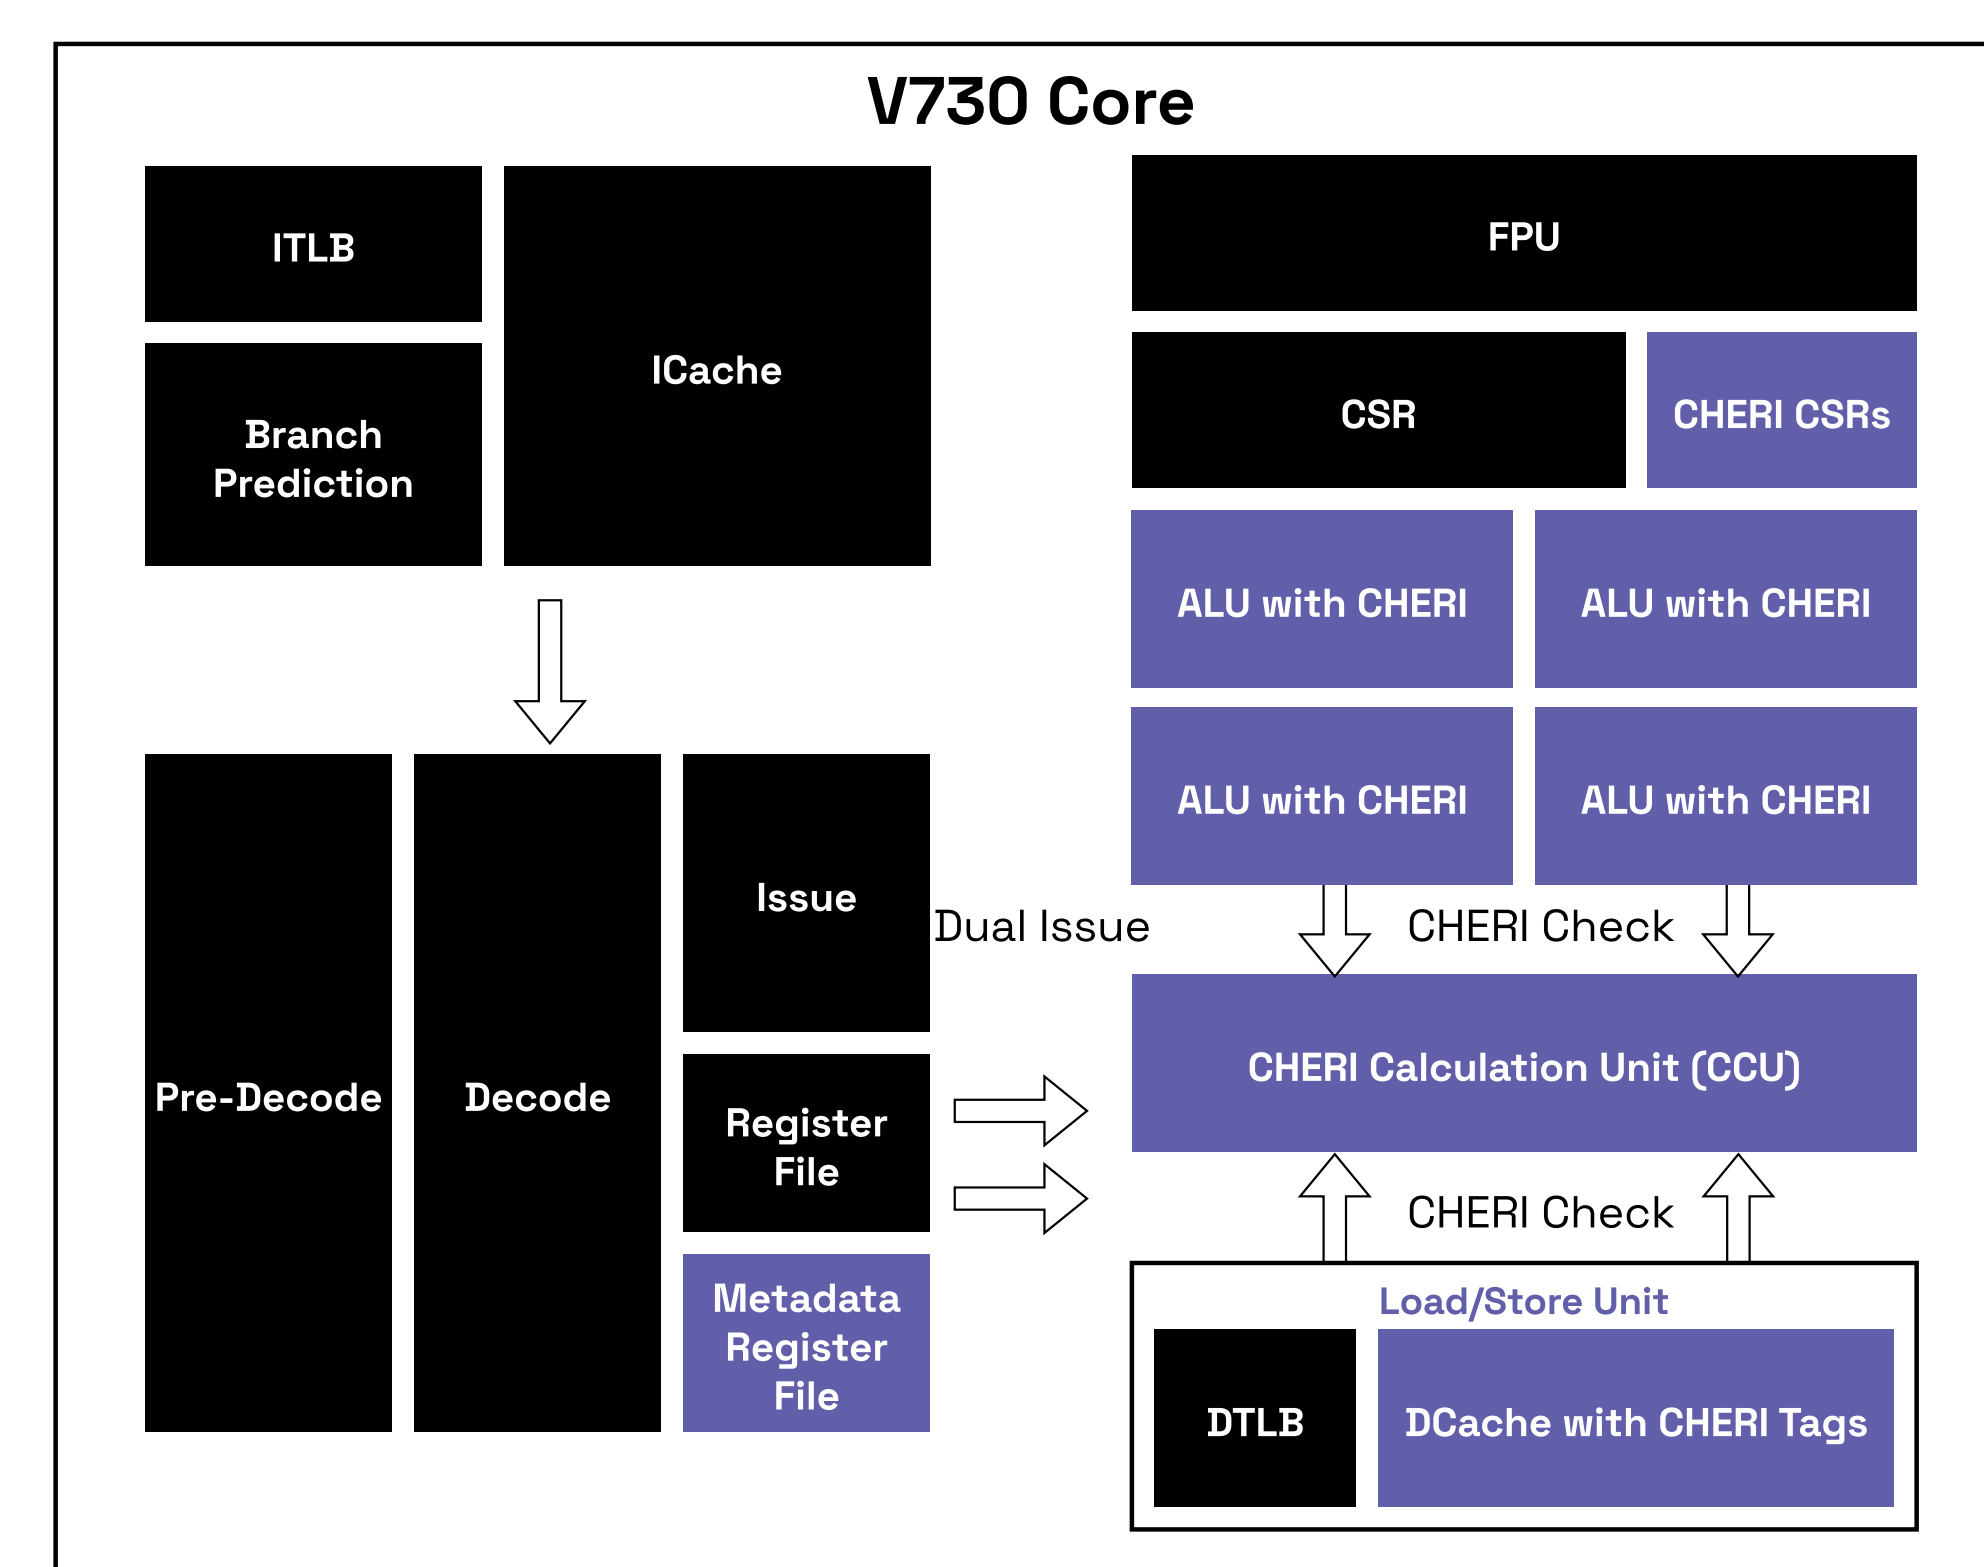 V730 Core
ITLB
ICache
Branch
Prediction
FPU
CSR
CHERI CSRs
ALU with CHERI
ALU with CHERI
ALU with CHERI
ALU with CHERI
Pre-Decode
Decode
Issue
Register
File
Metadata
Register
File
Dual Issue
CHERI Check
CHERI Calculation Unit (CCU)
CHERI Check
Load/Store Unit
DTLB
DCache with CHERI Tags